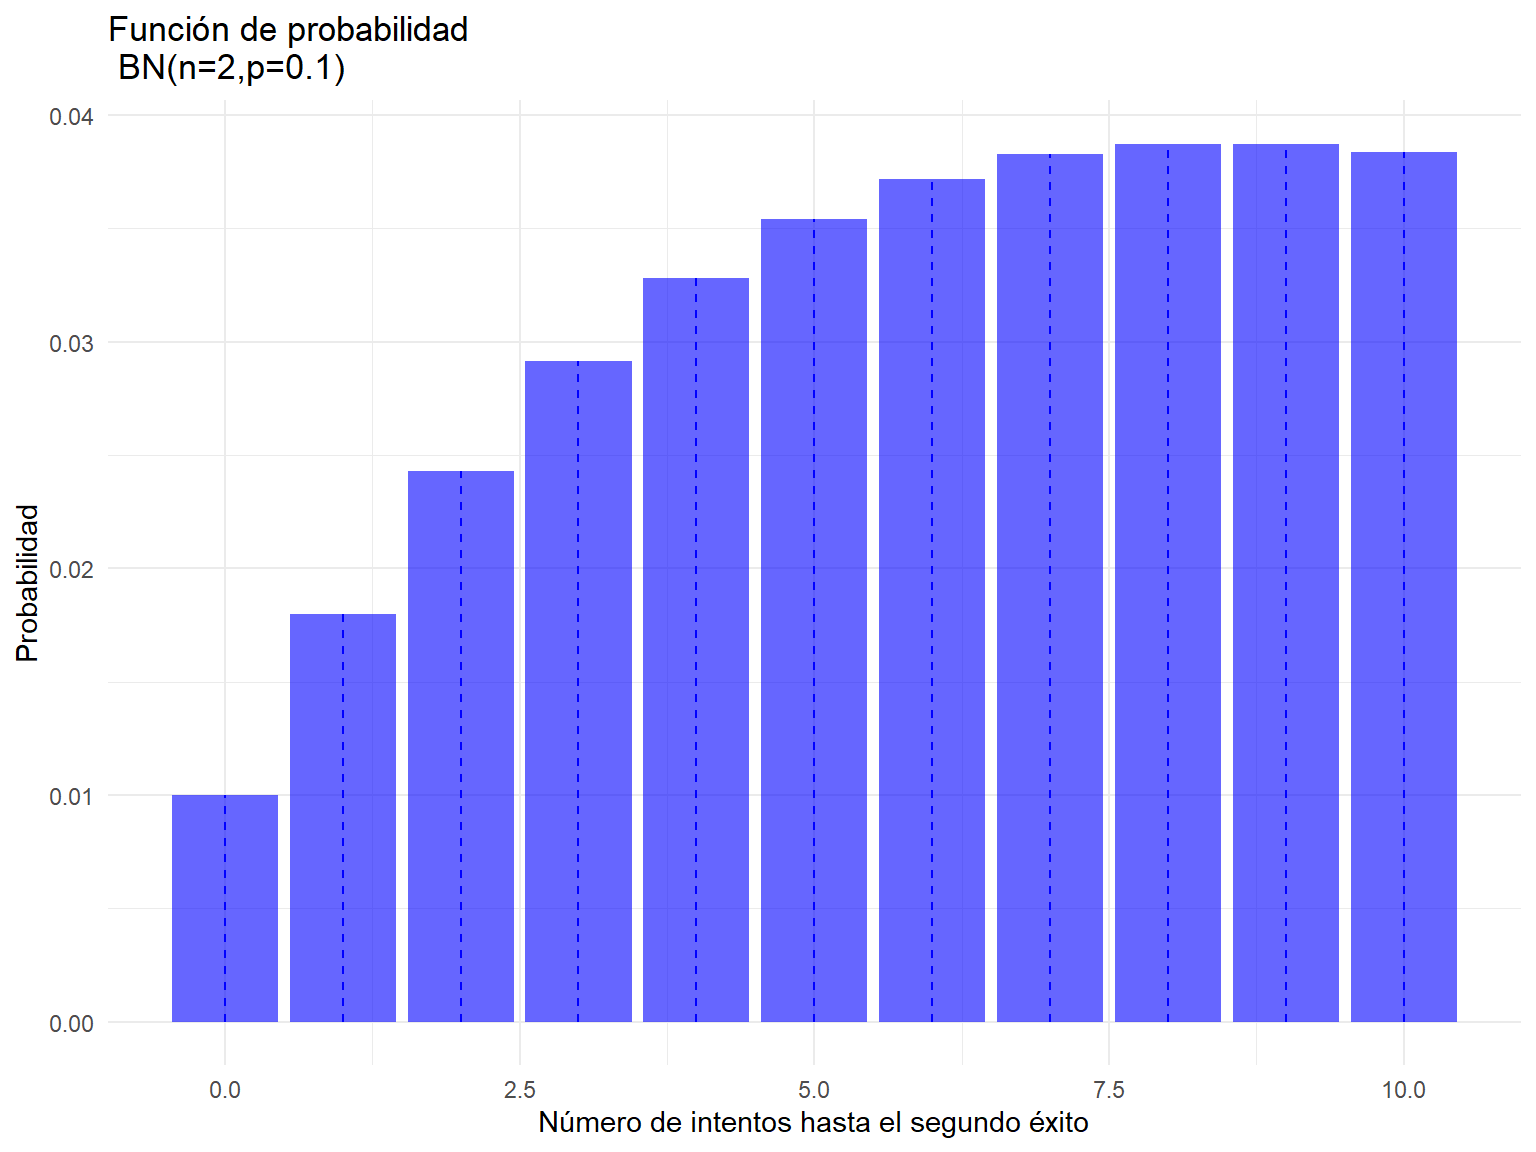 Función de probabilidad
BN(n=2,p=0.1)
0.04
0.03
0.02
0.01
0.00
Probabilidad
0.0 2.5 5.0 7.5 10.0
Número de intentos hasta el segundo éxito